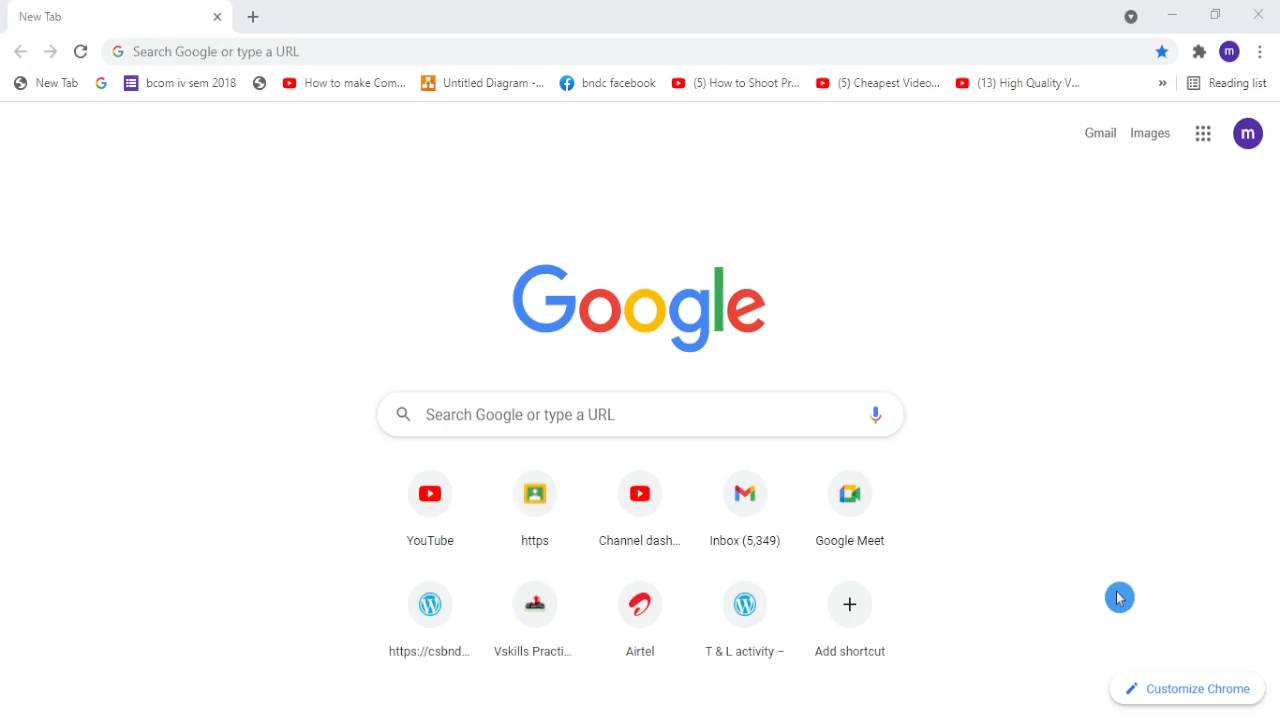 New Tab
Search Google or type a URL
m
New Tab
bcom iv sem 2018
How to make Com...
Untitled Diagram -...
bndc facebook
(5) How to Shoot Pr...
(5) Cheapest Video...
(13) High Quality V...
»
Reading list
Gmail
Images
m
Google
Search Google or type a URL
YouTube
https
Channel dash...
Inbox (5,349)
Google Meet
https://csbnd...
Vskills Practi...
Airtel
T & L activity –
Add shortcut
Customize Chrome